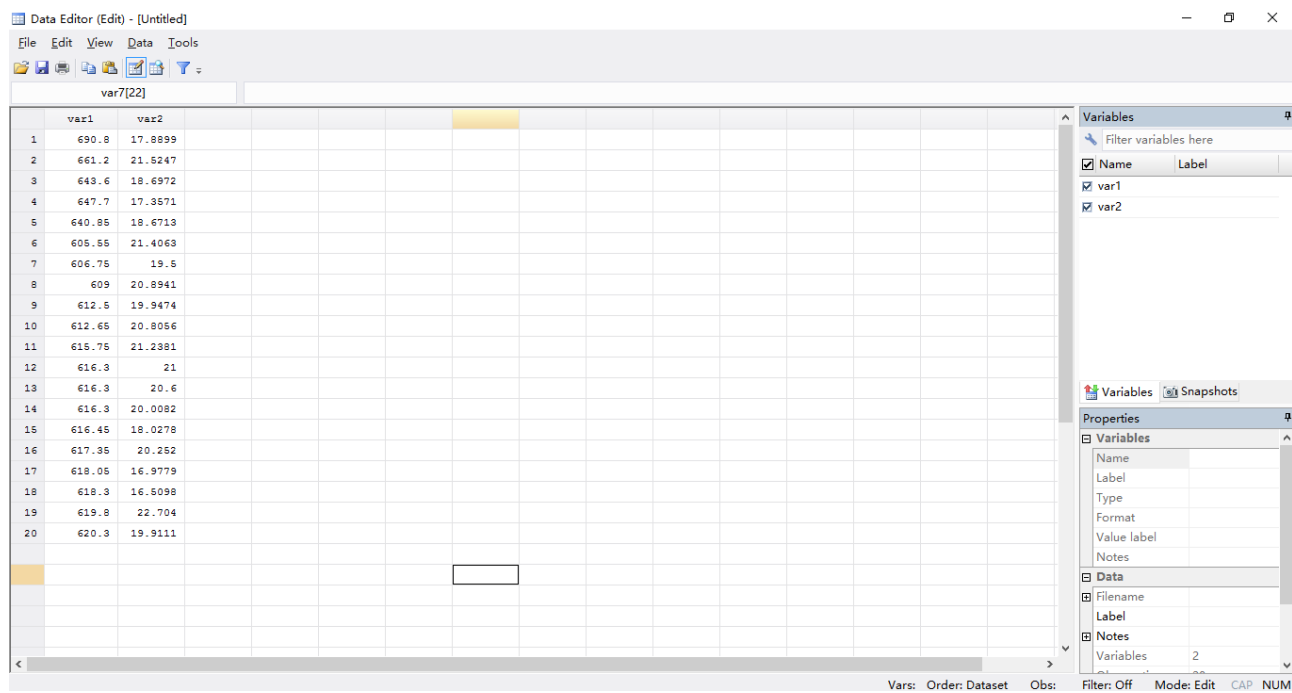 Data Editor (Edit) - [Untitled]
File Edit View Data Tools
var7[22]
var1 var2
1 690.8 17.8899
2 661.2 21.5247
3 643.6 18.6972
4 647.7 17.3571
5 640.85 18.6713
6 605.55 21.4063
7 606.75 19.5
8 609 20.8941
9 612.5 19.9474
10 612.65 20.8056
11 615.75 21.2381
12 616.3 21
13 616.3 20.6
14 616.3 20.0082
15 616.45 18.0278
16 617.35 20.252
17 618.05 16.9779
18 618.3 16.5098
19 619.8 22.704
20 620.3 19.9111
Variables
Filter variables here
Name Label
var1
var2
Variables Snapshots
Properties
Variables
Name
Label
Type
Format
Value label
Notes
Data
Filename
Label
Notes
Variables 2
Vars: Order: Dataset Obs: Filter: Off Mode: Edit CAP NUM